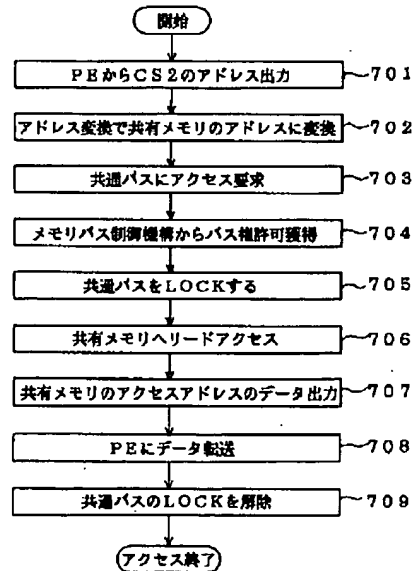 開始
PEからCS2のアドレス出力 701
アドレス変換で共有メモリのアドレスに変換 702
共通バスにアクセス要求 703
メモリバス制御機構からバス権許可獲得 704
共通バスをLOCKする 705
共有メモリへリードアクセス 706
共有メモリのアクセスアドレスのデータ出力 707
PEにデータ転送 708
共通バスのLOCKを解除 709
アクセス終了